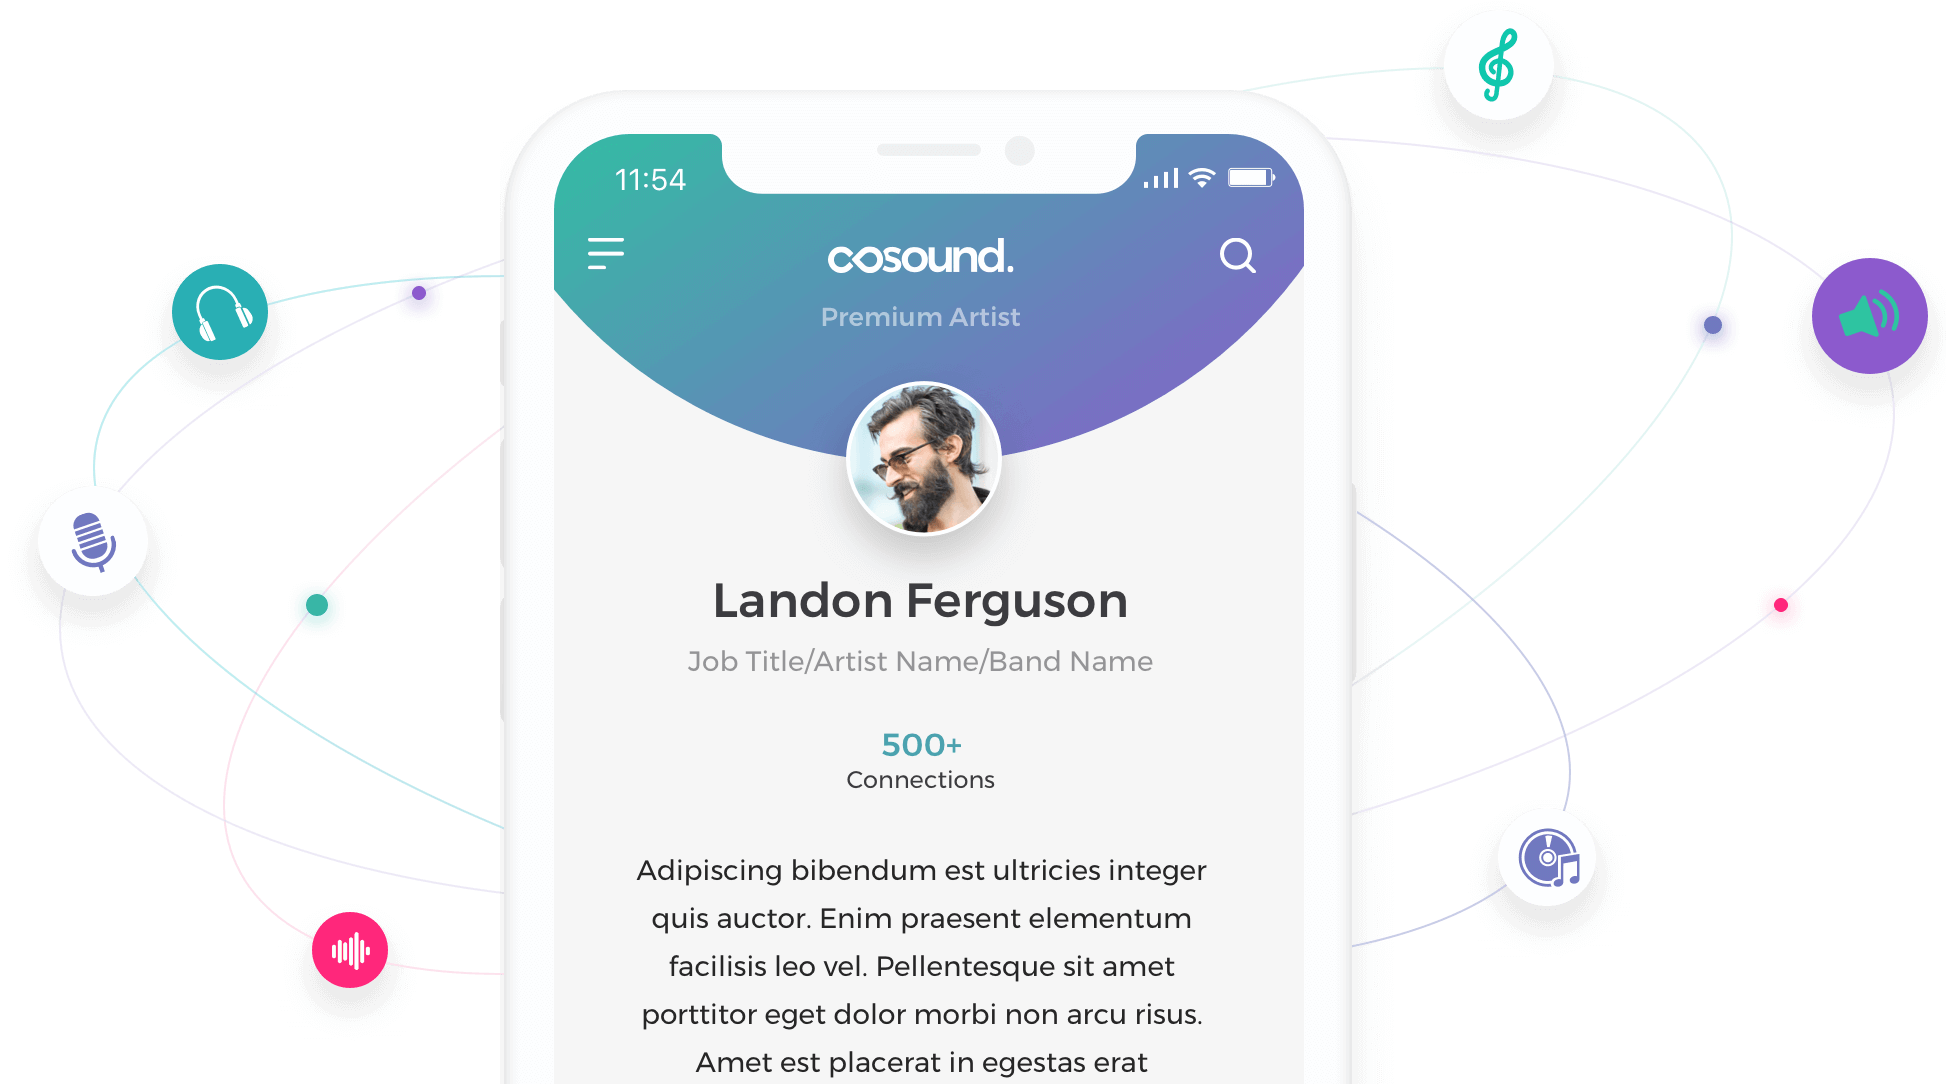 11:54
cosound.
Premium Artist
Landon Ferguson
Job Title/Artist Name/Band Name
500+
Connections
Adipiscing bibendum est ultricies integer
quis auctor. Enim praesent elementum
facilisis leo vel. Pellentesque sit amet
porttitor eget dolor morbi non arcu risus.
Amet est placerat in egestas erat